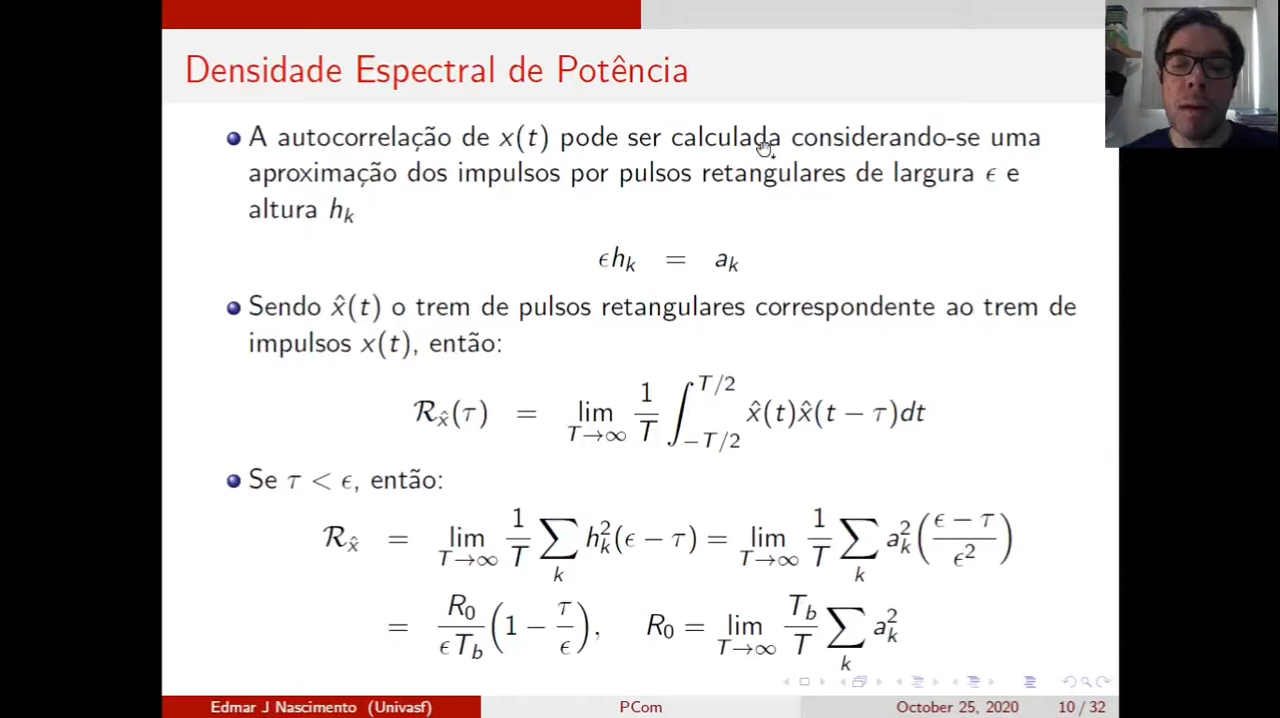 Densidade Espectral de Potência
A autocorrelação de x(t) pode ser calculada considerando-se uma
aproximação dos impulsos por pulsos retangulares de largura ϵ e
altura h_k
ϵh_k = a_k
Sendo x̂(t) o trem de pulsos retangulares correspondente ao trem de
impulsos x(t), então:
ℛ_x̂(τ) = lim_{T→∞} 1/T ∫_{−T/2}^{T/2} x̂(t)x̂(t − τ)dt
Se τ < ϵ, então:
ℛ_x̂ = lim_{T→∞} 1/T ∑_k h_k^2(ϵ − τ) = lim_{T→∞} 1/T ∑_k a_k^2((ϵ − τ)/ϵ^2)
= R_0/(ϵT_b) (1 − τ/ϵ), R_0 = lim_{T→∞} T_b/T ∑_k a_k^2
Edmar J Nascimento (Univasf) PCom October 25, 2020 10 / 32